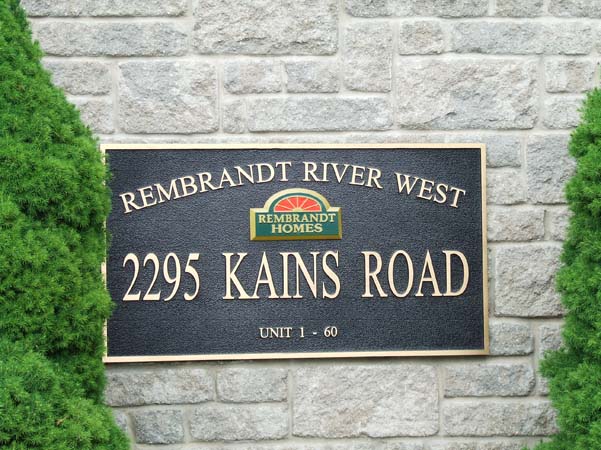 REMBRANDT RIVER WEST
REMBRANDT
HOMES
2295 KAINS ROAD
UNIT 1 - 60